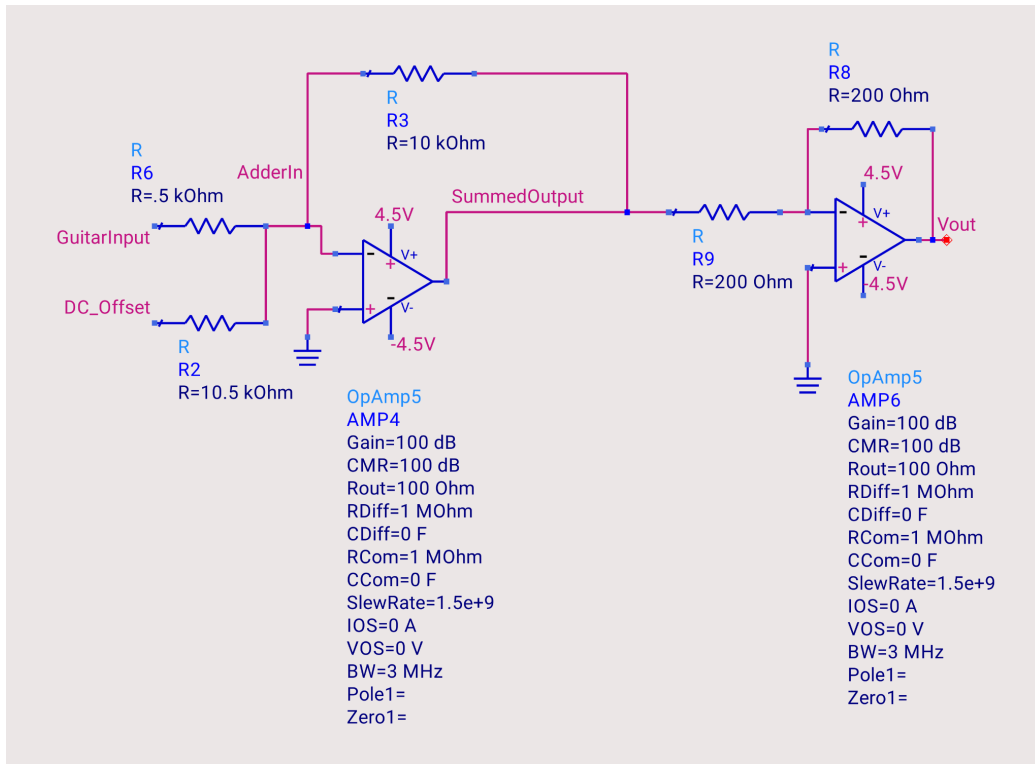 R
R8
R=200 Ohm
R
R3
R=10 kOhm
R
R6
R=.5 kOhm
AdderIn
4.5V
SummedOutput
4.5V
GuitarInput
-
V+
+
-
V+
+
Vout
R
R9
R=200 Ohm
DC_Offset
+
-
V-
-4.5V
+
-
V-
-4.5V
R
R2
R=10.5 kOhm
OpAmp5
AMP4
Gain=100 dB
CMR=100 dB
Rout=100 Ohm
RDiff=1 MOhm
CDiff=0 F
RCom=1 MOhm
CCom=0 F
SlewRate=1.5e+9
IOS=0 A
VOS=0 V
BW=3 MHz
Pole1=
Zero1=
OpAmp5
AMP6
Gain=100 dB
CMR=100 dB
Rout=100 Ohm
RDiff=1 MOhm
CDiff=0 F
RCom=1 MOhm
CCom=0 F
SlewRate=1.5e+9
IOS=0 A
VOS=0 V
BW=3 MHz
Pole1=
Zero1=